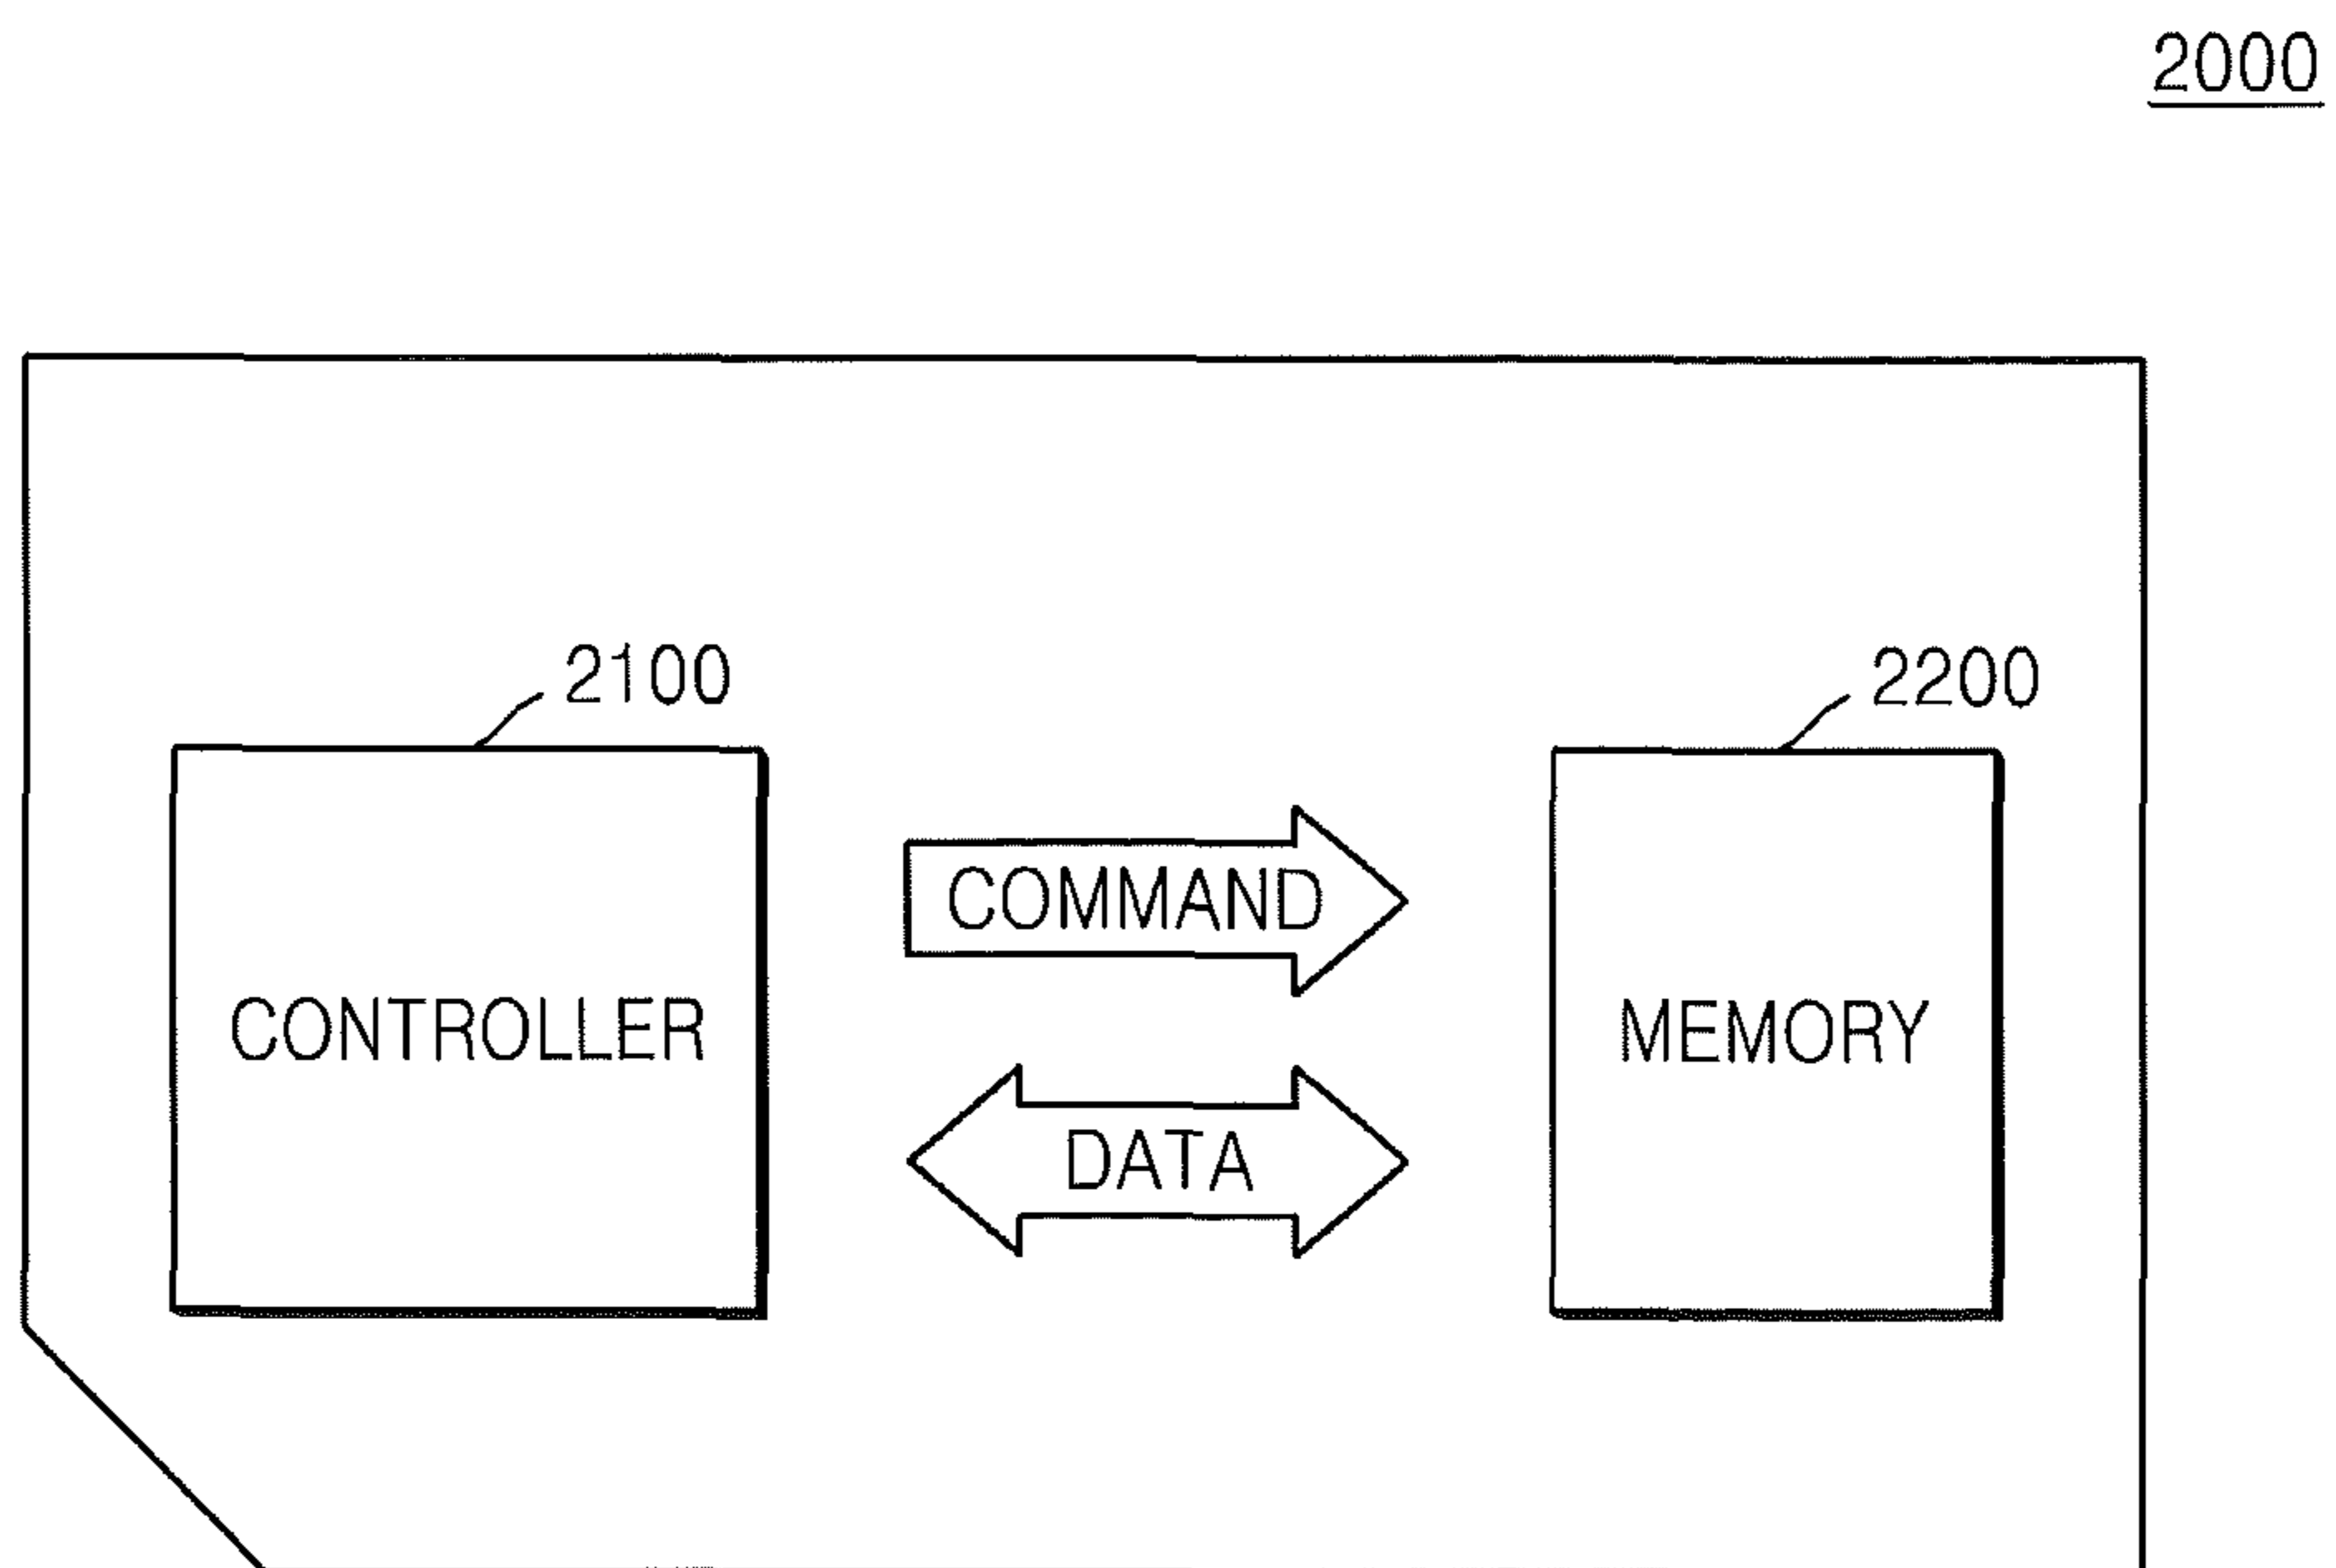 2000
2100
2200
COMMAND
CONTROLLER
MEMORY
DATA